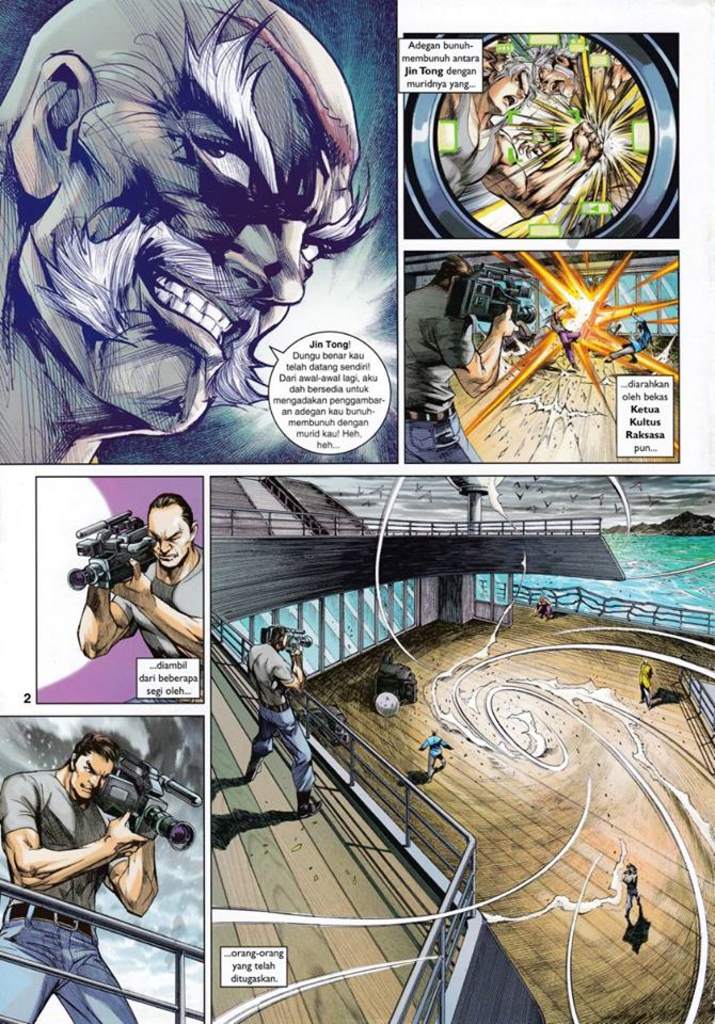 Jin Tong!
Dungu benar kau
telah datang sendiri!
Dari awal-awal lagi, aku
dah bersedia untuk
mengadakan penggambar-
an adegan kau bunuh-
membunuh dengan
murid kau! Heh,
heh...
Adegan bunuh-
membunuh antara
Jin Tong dengan
muridnya yang...
...diarahkan
oleh bekas
Ketua
Kultus
Raksasa
pun...
...diambil
dari beberapa
segi oleh...
2
...orang-orang
yang telah
ditugaskan.